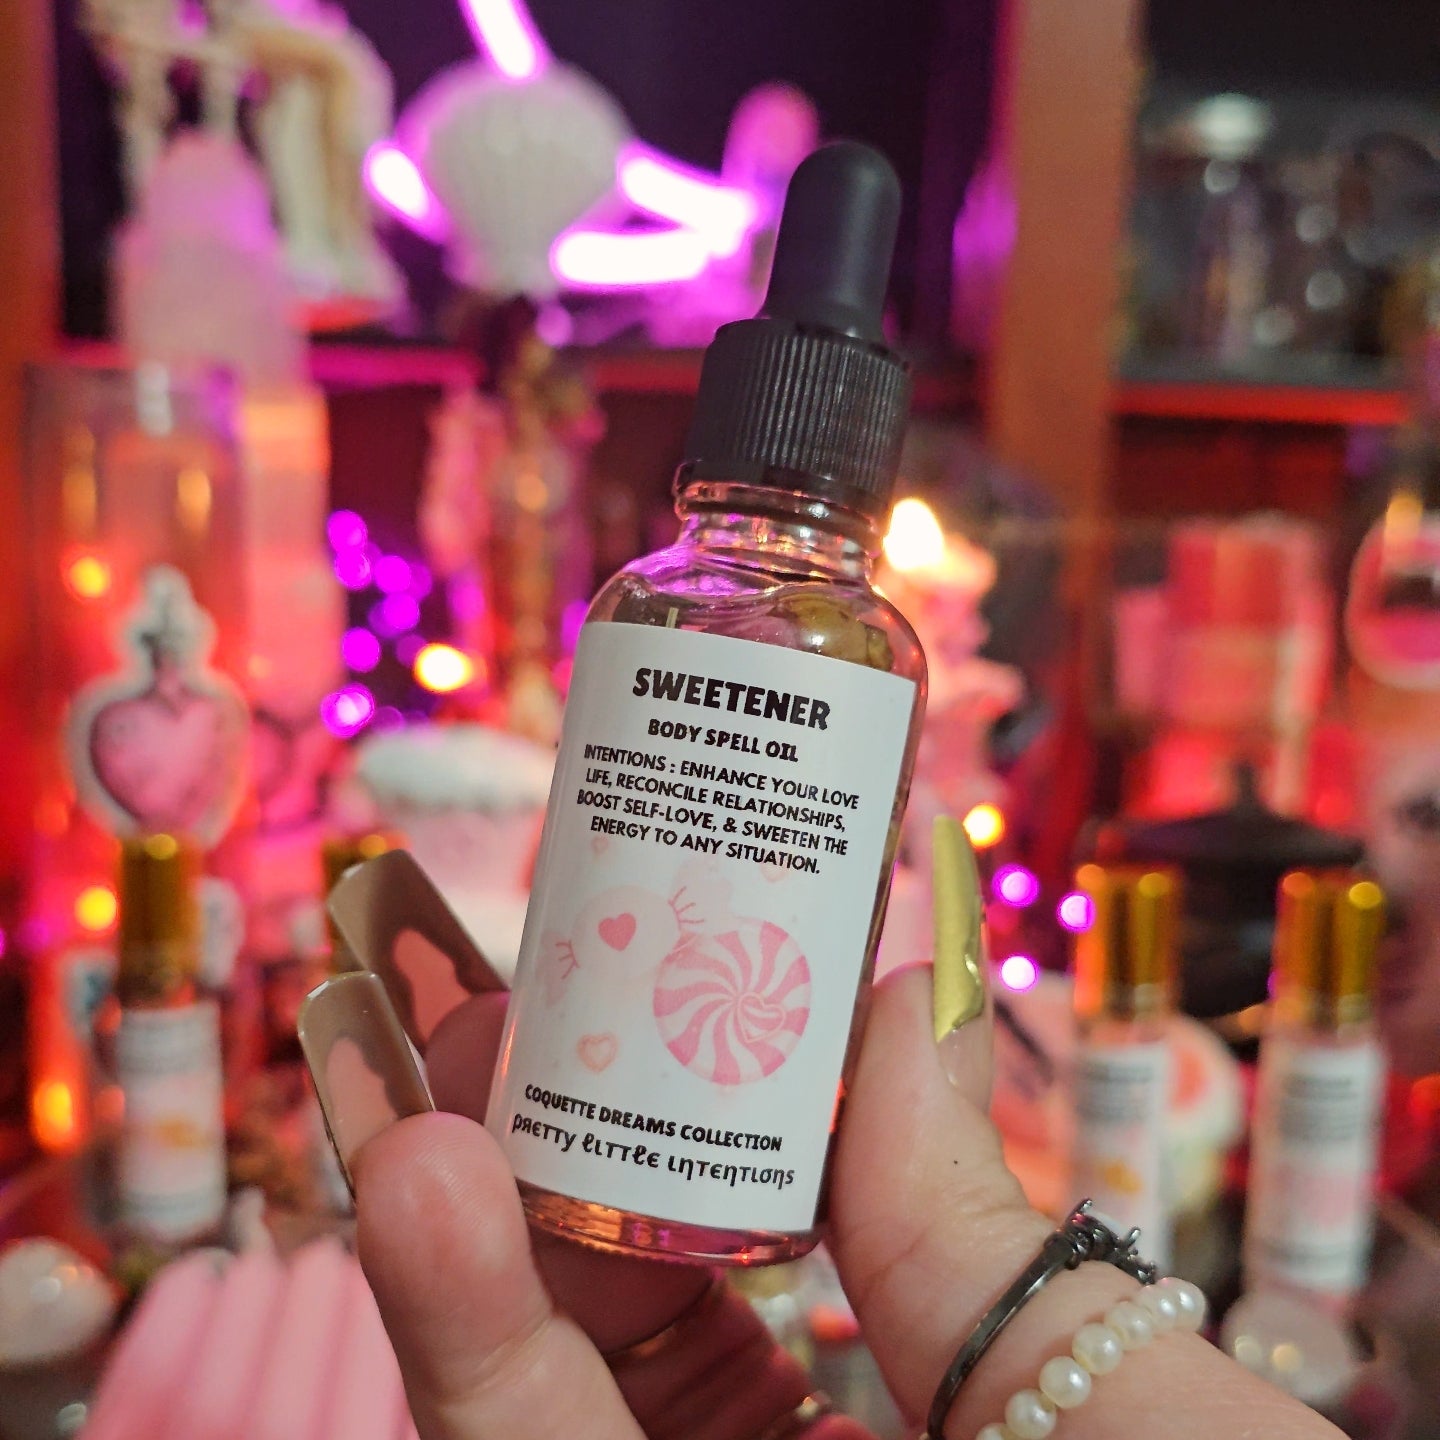 SWEETENER
BODY SPELL OIL
INTENTIONS : ENHANCE YOUR LOVE
LIFE, RECONCILE RELATIONSHIPS,
BOOST SELF-LOVE, & SWEETEN THE
ENERGY TO ANY SITUATION.
COQUETTE DREAMS COLLECTION
PRETTY LITTLE INTENTIONS